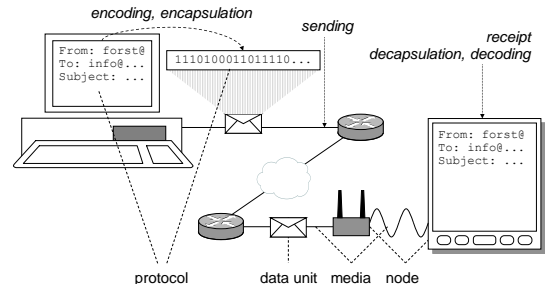 encoding, encapsulation
sending
receipt
decapsulation, decoding
From: forst@
To: info@...
Subject: ...
1110100011011110...
From: forst@
To: info@...
Subject: ...
protocol
data unit
media
node